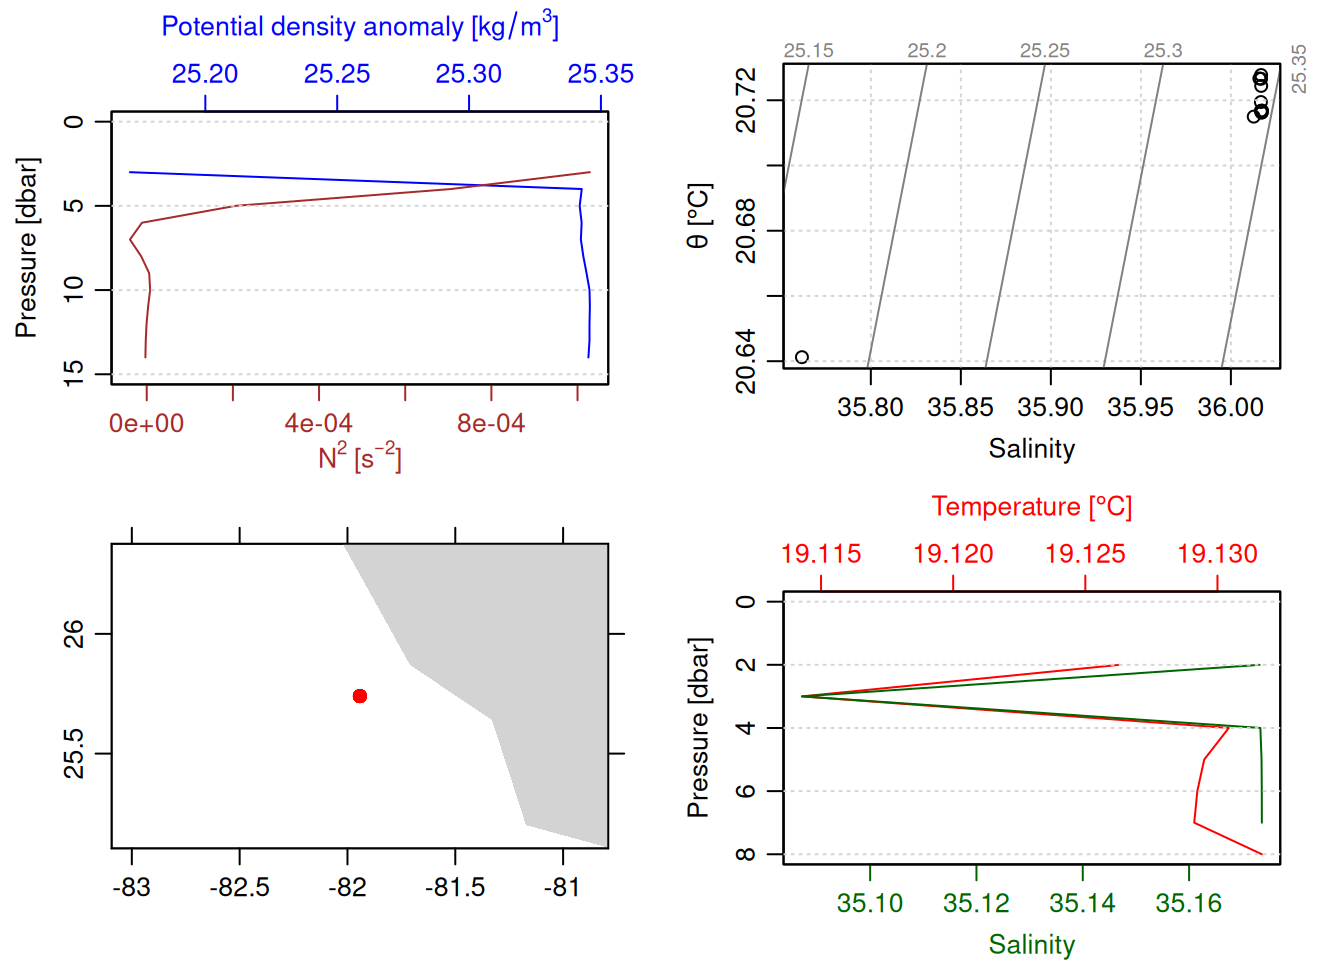 Potential density anomaly [kg/m³]
25.20 25.25 25.30 25.35
Pressure [dbar]
0
5
10
15
0e+00 4e-04 8e-04
N² [s⁻²]
25.15 25.2 25.25 25.3 25.35
θ [°C]
20.72
20.68
20.64
35.80 35.85 35.90 35.95 36.00
Salinity
26
25.5
-83 -82.5 -82 -81.5 -81
Temperature [°C]
19.115 19.120 19.125 19.130
Pressure [dbar]
0
2
4
6
8
35.10 35.12 35.14 35.16
Salinity